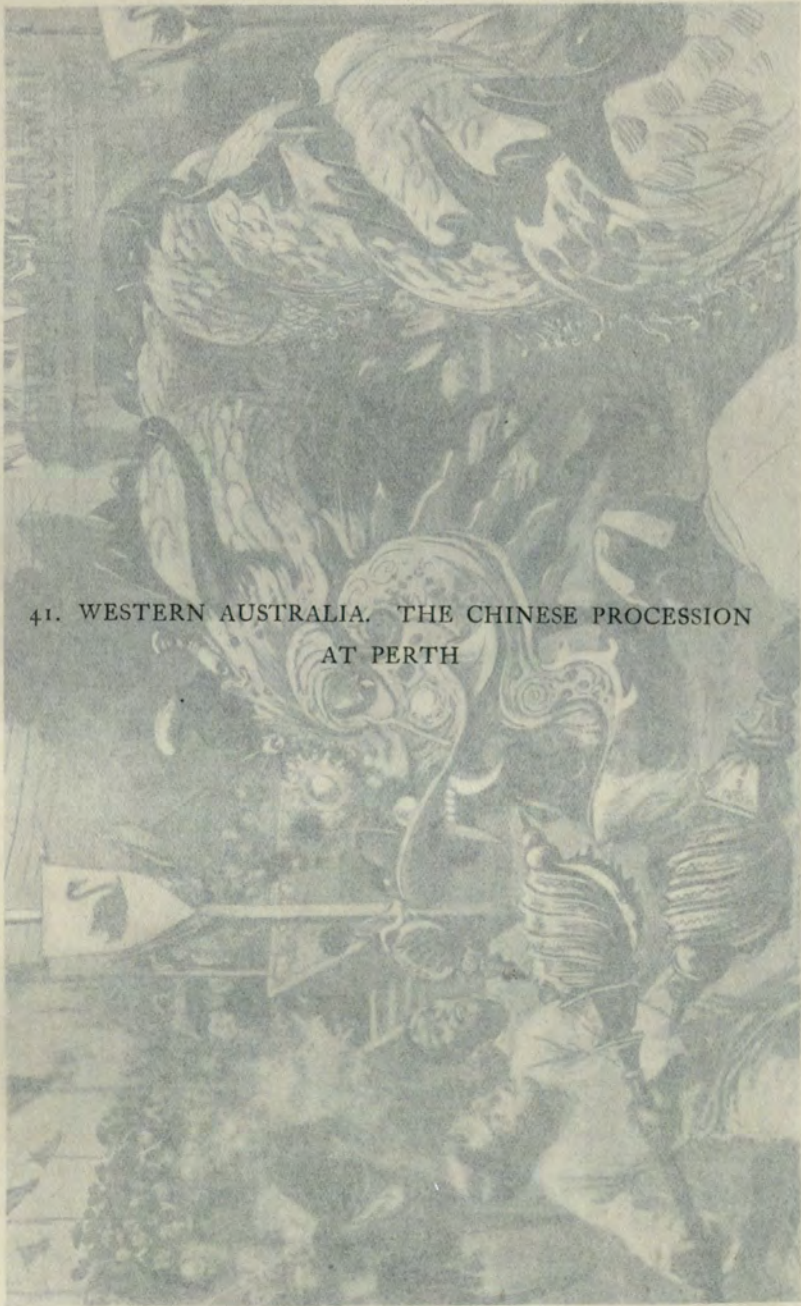 41. WESTERN AUSTRALIA. THE CHINESE PROCESSION
AT PERTH